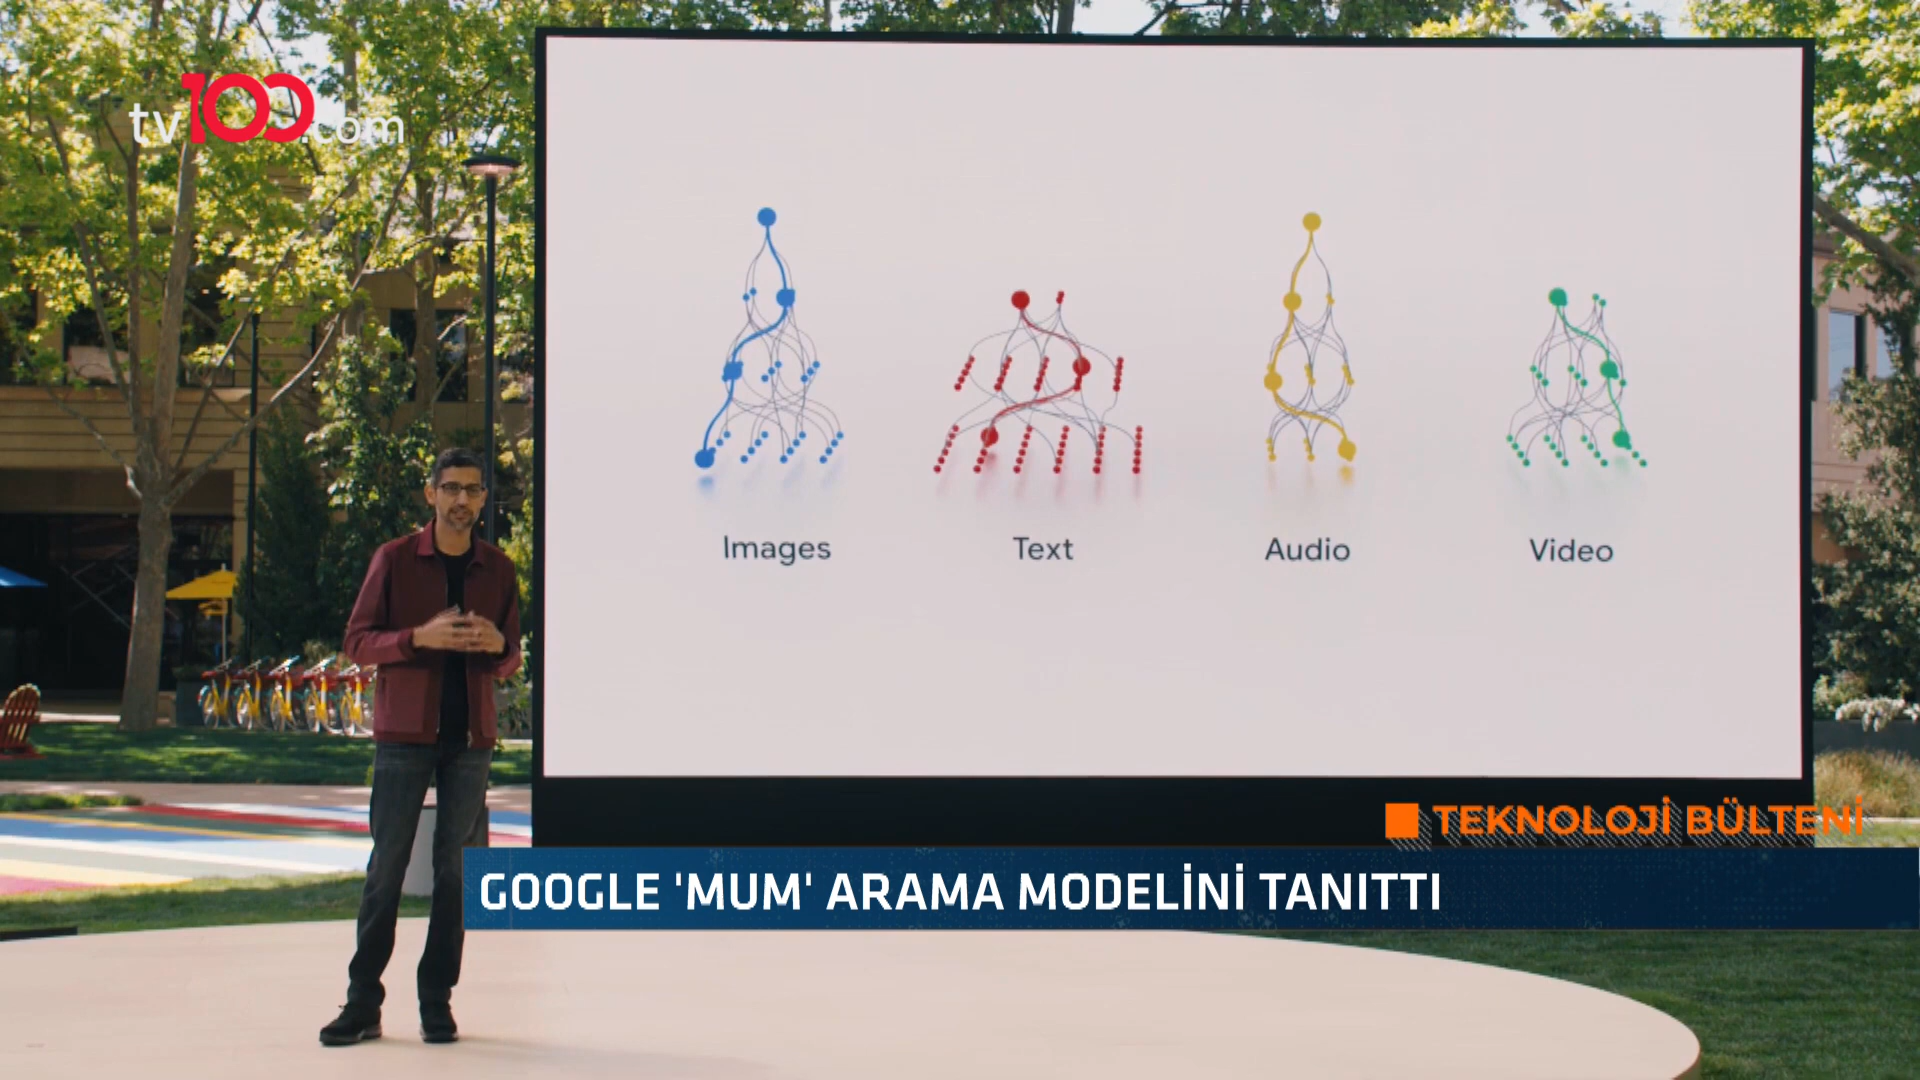 tv100.com
Images
Text
Audio
Video
TEKNOLOJİ BÜLTENİ
GOOGLE 'MUM' ARAMA MODELİNİ TANITTI